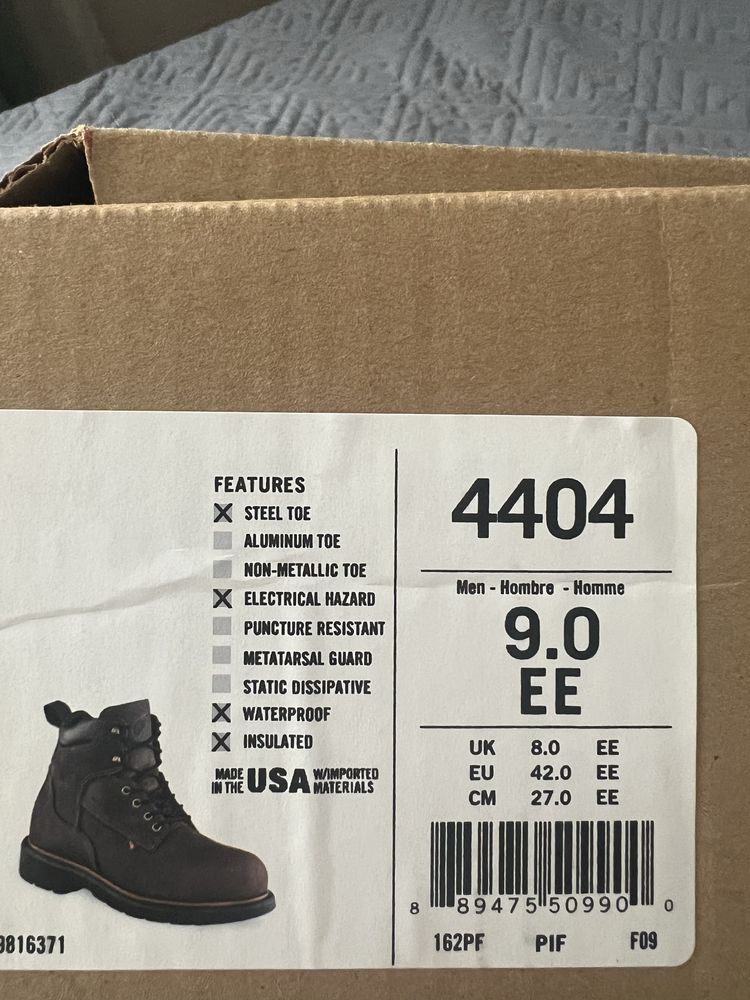 FEATURES
STEEL TOE
ALUMINUM TOE
NON-METALLIC TOE
ELECTRICAL HAZARD
PUNCTURE RESISTANT
METATARSAL GUARD
STATIC DISSIPATIVE
WATERPROOF
INSULATED
MADE IN THE USA W/IMPORTED MATERIALS
9816371
4404
Men - Hombre - Homme
9.0
EE
UK 8.0 EE
EU 42.0 EE
CM 27.0 EE
8 89475 50990 0
162PF PIF F09